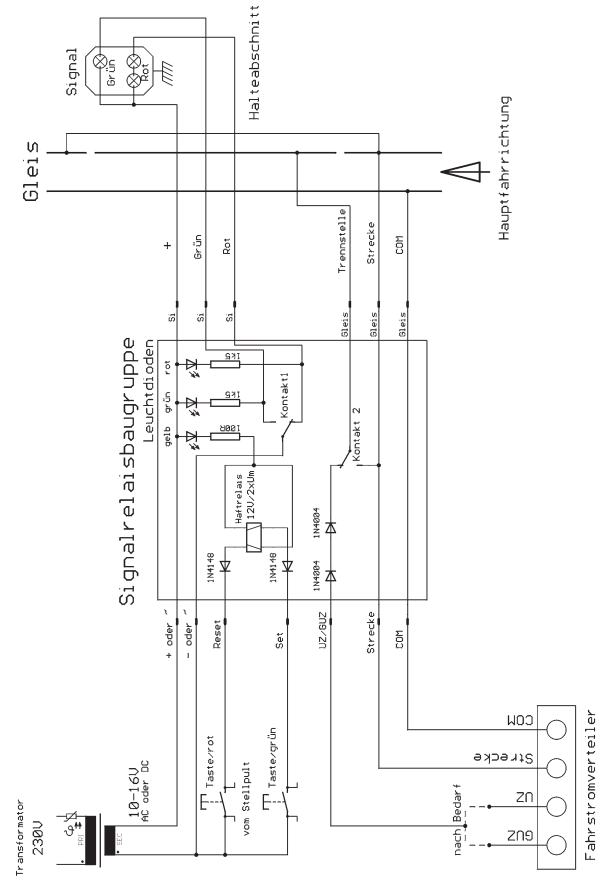 Transformator
230V
PRI
SEC
10-16V
AC oder DC
Signalrelaisbaugruppe
Leuchtdioden
Gleis
Signal
Grün
Rot
+ oder ~
- oder ~
Reset
Set
UZ/GUZ
Strecke
COM
gelb
grün
rot
100R
1k5
1k5
Haftrelais
12V/2xUm
1N4148
1N4148
1N4004
1N4004
Kontakt1
Kontakt 2
Si
Si
Si
Gleis
Gleis
Gleis
+
Grün
Rot
Trennstelle
Strecke
COM
Halteabschnitt
Hauptfahrrichtung
Taste/rot
vom Stellpult
Taste/grün
nach Bedarf
GUZ
UZ
Strecke
COM
Fahrstromverteiler